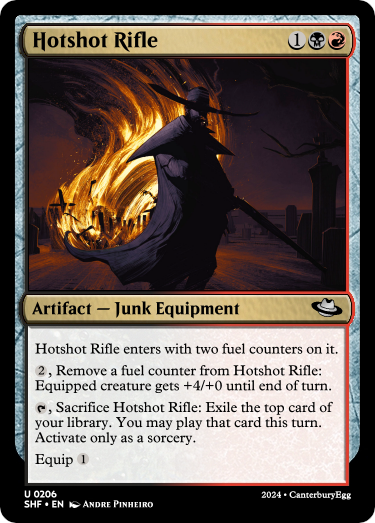 Hotshot Rifle 1
Artifact — Junk Equipment
Hotshot Rifle enters with two fuel counters on it.
2, Remove a fuel counter from Hotshot Rifle:
Equipped creature gets +4/+0 until end of turn.
, Sacrifice Hotshot Rifle: Exile the top card of
your library. You may play that card this turn.
Activate only as a sorcery.
Equip 1
U 0206
SHF • EN Andre Pinheiro
2024 • CanterburyEgg